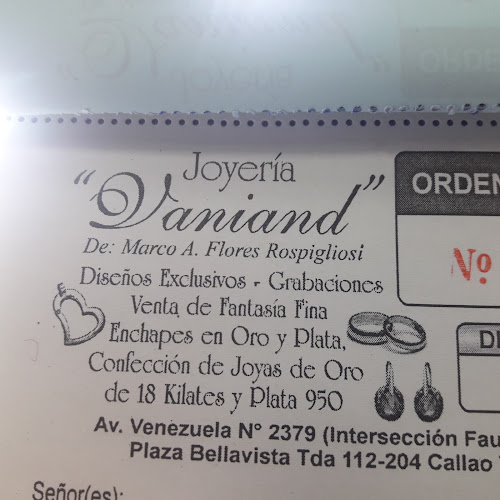 Joyería
"Vaniand"
De: Marco A. Flores Rospigliosi
Diseños Exclusivos - Grabaciones
Venta de Fantasía Fina
Enchapes en Oro y Plata,
Confección de Joyas de Oro
de 18 Kilates y Plata 950
Av. Venezuela N° 2379 (Intersección Fau
Plaza Bellavista Tda 112-204 Callao
Señor(es):
ORDEN
Nº